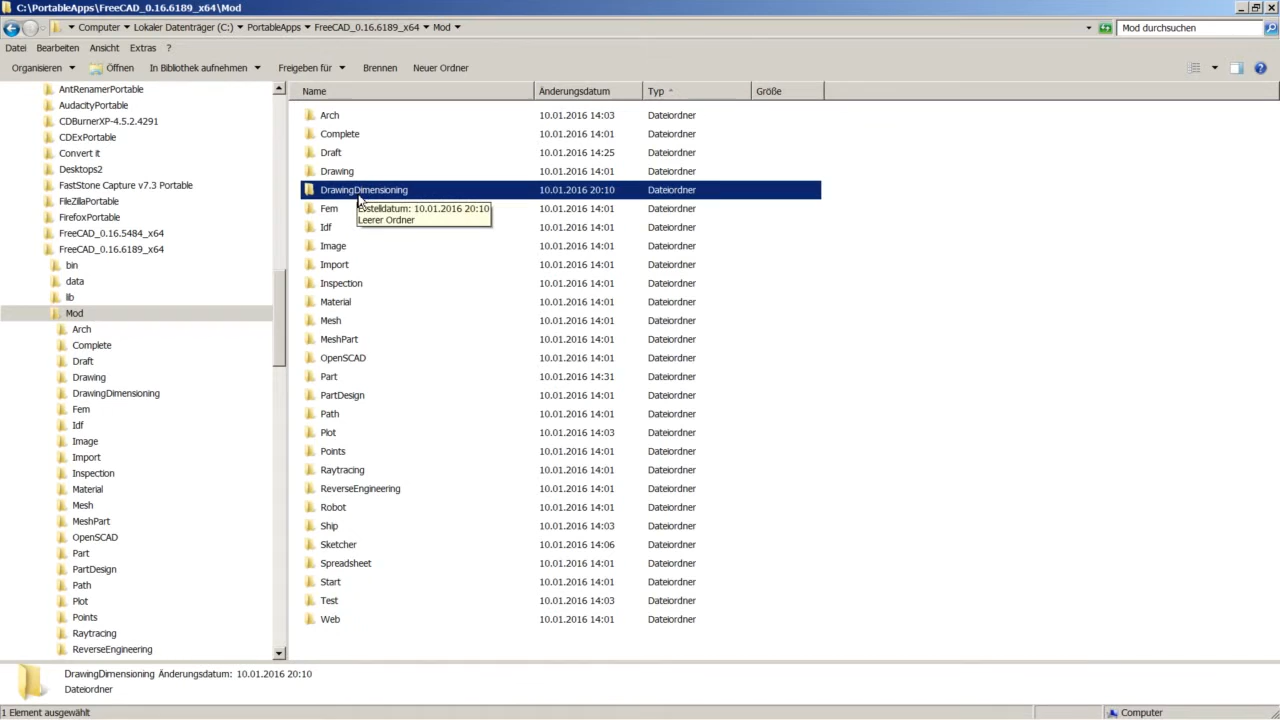 C:\PortableApps\FreeCAD_0.16.6189_x64\Mod
Computer Lokaler Datenträger (C:) PortableApps FreeCAD_0.16.6189_x64 Mod
Mod durchsuchen
Datei Bearbeiten Ansicht Extras ?
Organisieren Öffnen In Bibliothek aufnehmen Freigeben für Brennen Neuer Ordner
AntRenamerPortable
AudacityPortable
CDBurnerXP-4.5.2.4291
CDExPortable
Convert it
Desktops2
FastStone Capture v7.3 Portable
FileZillaPortable
FirefoxPortable
FreeCAD_0.16.5484_x64
FreeCAD_0.16.6189_x64
bin
data
lib
Mod
Arch
Complete
Draft
Drawing
DrawingDimensioning
Fem
Idf
Image
Import
Inspection
Material
Mesh
MeshPart
OpenSCAD
Part
PartDesign
Path
Plot
Points
Raytracing
ReverseEngineering
Name Änderungsdatum Typ Größe
Arch 10.01.2016 14:03 Dateiordner
Complete 10.01.2016 14:01 Dateiordner
Draft 10.01.2016 14:25 Dateiordner
Drawing 10.01.2016 14:01 Dateiordner
DrawingDimensioning 10.01.2016 20:10 Dateiordner
Fem 10.01.2016 14:01 Dateiordner
Erstelldatum: 10.01.2016 20:10
Leerer Ordner
Idf 10.01.2016 14:01 Dateiordner
Image 10.01.2016 14:01 Dateiordner
Import 10.01.2016 14:01 Dateiordner
Inspection 10.01.2016 14:01 Dateiordner
Material 10.01.2016 14:01 Dateiordner
Mesh 10.01.2016 14:01 Dateiordner
MeshPart 10.01.2016 14:01 Dateiordner
OpenSCAD 10.01.2016 14:01 Dateiordner
Part 10.01.2016 14:31 Dateiordner
PartDesign 10.01.2016 14:01 Dateiordner
Path 10.01.2016 14:01 Dateiordner
Plot 10.01.2016 14:03 Dateiordner
Points 10.01.2016 14:01 Dateiordner
Raytracing 10.01.2016 14:01 Dateiordner
ReverseEngineering 10.01.2016 14:01 Dateiordner
Robot 10.01.2016 14:01 Dateiordner
Ship 10.01.2016 14:03 Dateiordner
Sketcher 10.01.2016 14:06 Dateiordner
Spreadsheet 10.01.2016 14:01 Dateiordner
Start 10.01.2016 14:01 Dateiordner
Test 10.01.2016 14:03 Dateiordner
Web 10.01.2016 14:01 Dateiordner
DrawingDimensioning Änderungsdatum: 10.01.2016 20:10
Dateiordner
1 Element ausgewählt
Computer